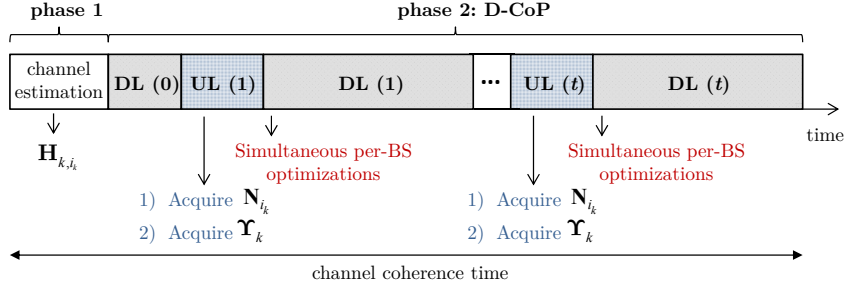 phase 1
phase 2: D-CoP
channel
estimation
DL (0)
UL (1)
DL (1)
...
UL (t)
DL (t)
time
H_{k,i_k}
Simultaneous per-BS
optimizations
Simultaneous per-BS
optimizations
1) Acquire N_{i_k}
2) Acquire ϒ_k
1) Acquire N_{i_k}
2) Acquire ϒ_k
channel coherence time